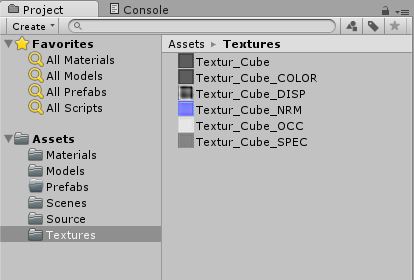 Project
Console
Create
Favorites
All Materials
All Models
All Prefabs
All Scripts
Assets
Materials
Models
Prefabs
Scenes
Source
Textures
Assets Textures
Textur_Cube
Textur_Cube_COLOR
Textur_Cube_DISP
Textur_Cube_NRM
Textur_Cube_OCC
Textur_Cube_SPEC